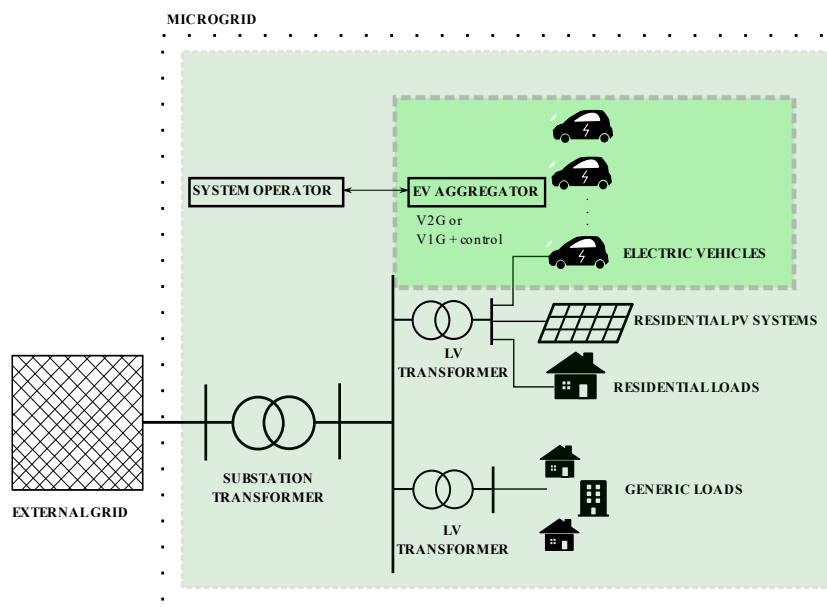 MICROGRID
SYSTEM OPERATOR
EV AGGREGATOR
V2G or
V1G + control
ELECTRIC VEHICLES
RESIDENTIAL PV SYSTEMS
LV
TRANSFORMER
RESIDENTIAL LOADS
SUBSTATION
TRANSFORMER
EXTERNAL GRID
GENERIC LOADS
LV
TRANSFORMER